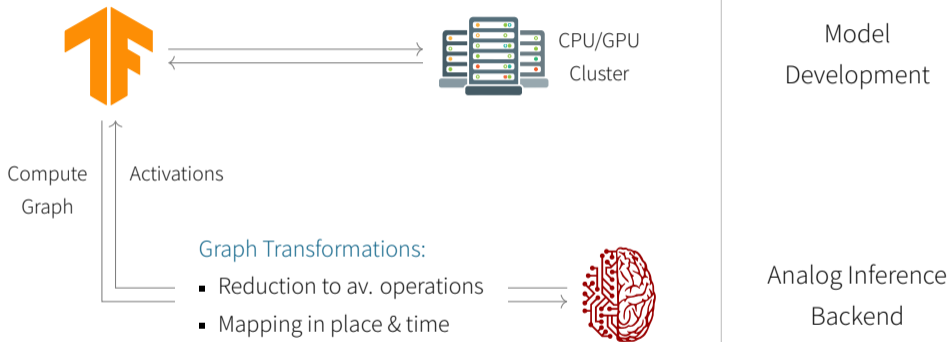 CPU/GPU
Cluster
Model
Development
Compute
Graph
Activations
Graph Transformations:
▪ Reduction to av. operations
▪ Mapping in place & time
Analog Inference
Backend